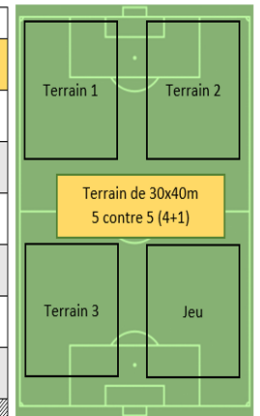 Terrain 1
Terrain 2
Terrain de 30x40m
5 contre 5 (4+1)
Terrain 3
Jeu